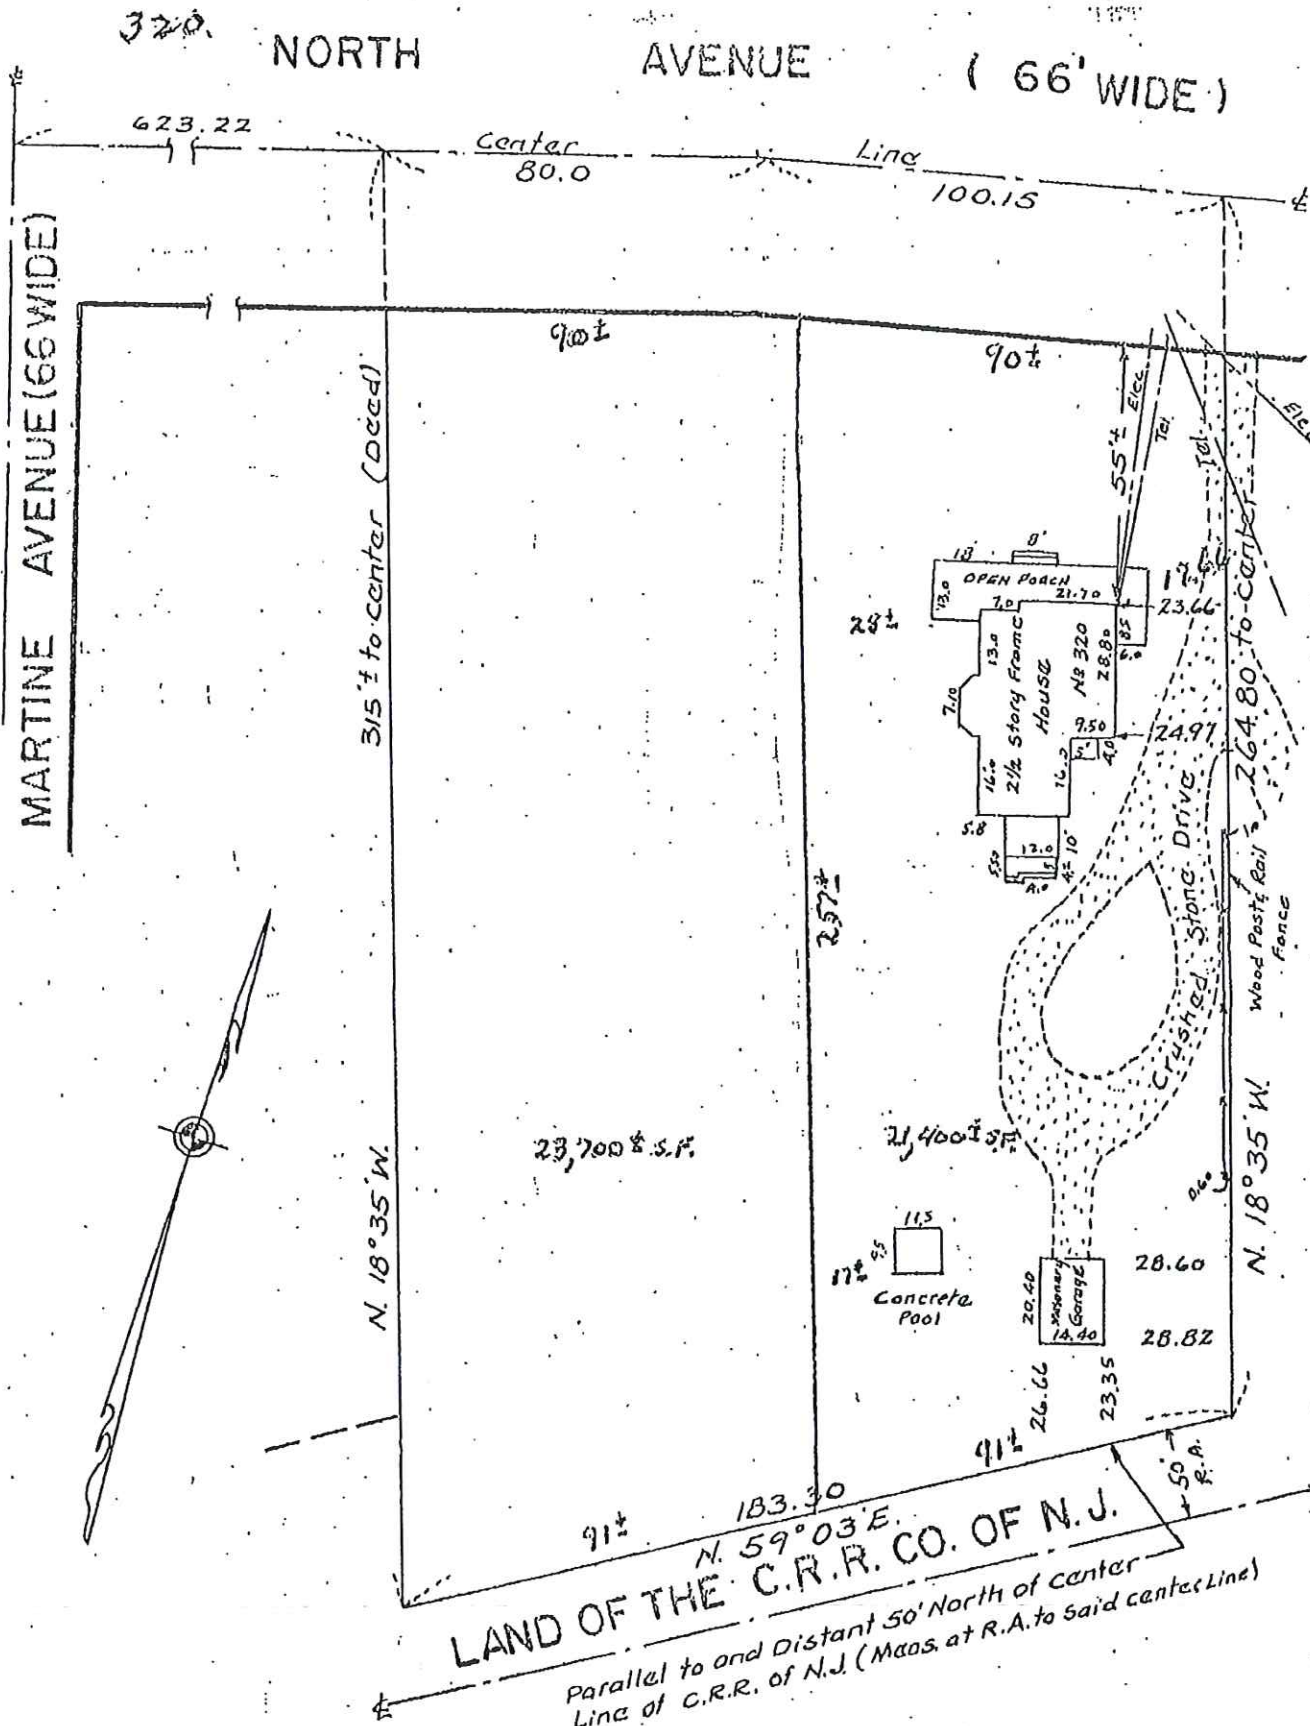 320.
NORTH AVENUE ( 66' WIDE )
623.22
Center Line
80.0
100.15
MARTINE AVENUE (66 WIDE)
90±
90±
315'± to center (Deed)
N. 18°35'W.
55'±
Elec.
Tel.
Tel.
Elec.
18
8'
OPEN PORCH
13.0
7.0
21.70
23.66
28±
13.0
2½ Story Frame
House
№ 320
28.80
85
6.0
7.10
9.50
5'
4.0
24.97
16.0
16.2
5.8
12.0
10'
257±
264.80 to center
Crushed Stone Drive
Wood Post & Rail
Fence
N. 18°35'W.
23,700± S.F.
21,400± S.F.
0.60
11.5
9.5
17±
Concrete
Pool
20.40
Masonry
Garage
14.40
28.60
28.82
26.66
23.35
91±
91±
183.30
N. 59°03'E.
50'
R.A.
LAND OF THE C.R.R. CO. OF N.J.
Parallel to and Distant 50' North of Center
Line of C.R.R. of N.J. (Meas. at R.A. to said center Line)